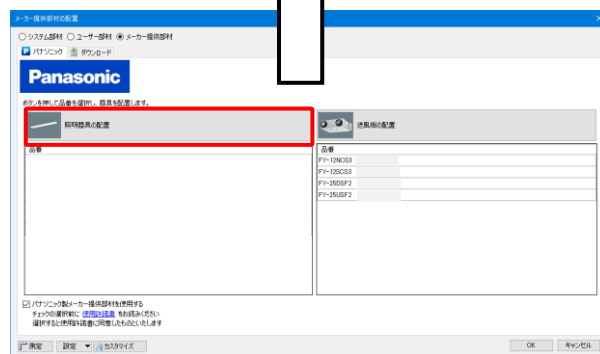 メーカー提供部材の配置
システム部材 ユーザー部材 メーカー提供部材
パナソニック ダウンロード
Panasonic
ボタンを押して品番を選択し、器具を配置します。
照明器具の配置
送風機の配置
品番
品番
FY-12NCS3
FY-12SCS3
FY-25DSF2
FY-25USF2
パナソニック製メーカー提供部材を使用する
チェックの選択前に 使用許諾書 をお読みください
選択すると使用許諾書に同意したものといたします
測定 設定 カスタマイズ
OK キャンセル